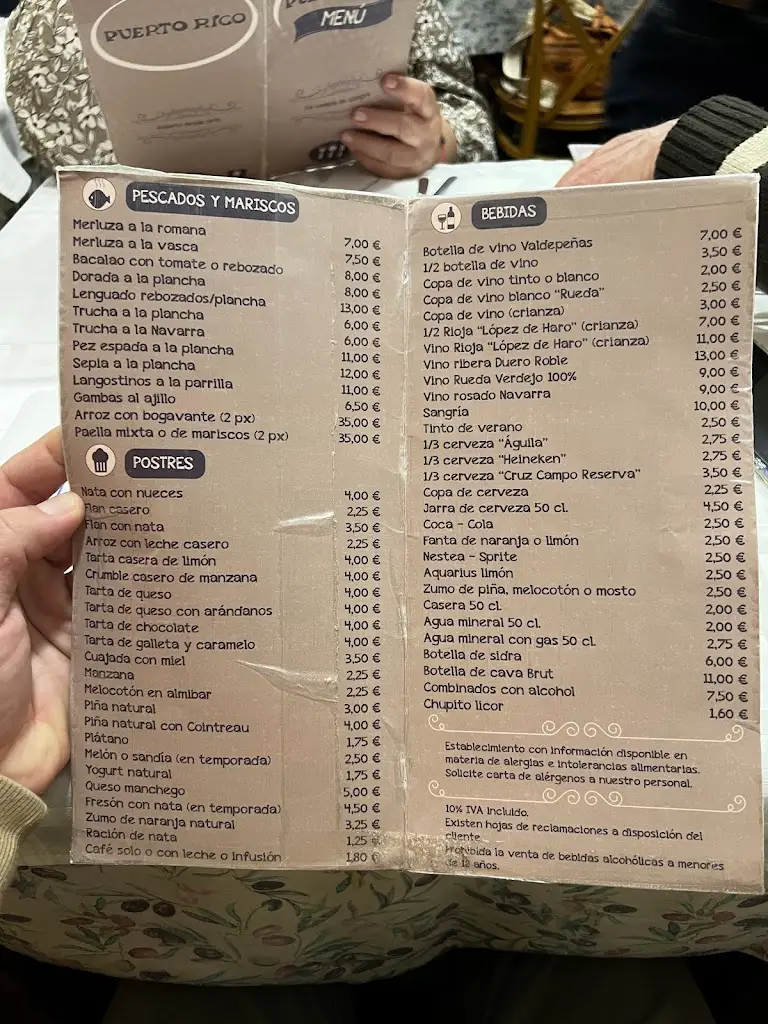 PUERTO RICO
MENÚ
PESCADOS Y MARISCOS
Merluza a la romana 7,00 €
Merluza a la vasca 7,50 €
Bacalao con tomate o rebozado 8,00 €
Dorada a la plancha 8,00 €
Lenguado rebozados/plancha 13,00 €
Trucha a la plancha 6,00 €
Trucha a la Navarra 6,00 €
Pez espada a la plancha 11,00 €
Sepia a la plancha 12,00 €
Langostinos a la parrilla 11,00 €
Gambas al ajillo 6,50 €
Arroz con bogavante (2 px) 35,00 €
Paella mixta o de mariscos (2 px) 35,00 €
POSTRES
Nata con nueces 4,00 €
Flan casero 2,25 €
Flan con nata 3,50 €
Arroz con leche casero 2,25 €
Tarta casera de limón 4,00 €
Crumble casero de manzana 4,00 €
Tarta de queso 4,00 €
Tarta de queso con arándanos 4,00 €
Tarta de chocolate 4,00 €
Tarta de galleta y caramelo 4,00 €
Cuajada con miel 3,50 €
Manzana 2,25 €
Melocotón en almibar 2,25 €
Piña natural 3,00 €
Piña natural con Cointreau 4,00 €
Plátano 1,75 €
Melón o sandía (en temporada) 2,50 €
Yogurt natural 1,75 €
Queso manchego 5,00 €
Fresón con nata (en temporada) 4,50 €
Zumo de naranja natural 3,25 €
Ración de nata 1,25 €
Café solo o con leche o infusión 1,80 €
BEBIDAS
Botella de vino Valdepeñas 7,00 €
1/2 botella de vino 3,50 €
Copa de vino tinto o blanco 2,00 €
Copa de vino blanco "Rueda" 2,50 €
Copa de vino (crianza) 3,00 €
1/2 Rioja "López de Haro" (crianza) 7,00 €
Vino Rioja "López de Haro" (crianza) 11,00 €
Vino ribera Duero Roble 13,00 €
Vino Rueda Verdejo 100% 9,00 €
Vino rosado Navarra 9,00 €
Sangría 10,00 €
Tinto de verano 2,50 €
1/3 cerveza "Águila" 2,75 €
1/3 cerveza "Heineken" 2,75 €
1/3 cerveza "Cruz Campo Reserva" 3,50 €
Copa de cerveza 2,25 €
Jarra de cerveza 50 cl. 4,50 €
Coca - Cola 2,50 €
Fanta de naranja o limón 2,50 €
Nestea - Sprite 2,50 €
Aquarius limón 2,50 €
Zumo de piña, melocotón o mosto 2,50 €
Casera 50 cl. 2,00 €
Agua mineral 50 cl. 2,00 €
Agua mineral con gas 50 cl. 2,75 €
Botella de sidra 6,00 €
Botella de cava Brut 11,00 €
Combinados con alcohol 7,50 €
Chupito licor 1,60 €
Establecimiento con información disponible en
materia de alergias e intolerancias alimentarias.
Solicite carta de alérgenos a nuestro personal.
10% IVA incluido.
Existen hojas de reclamaciones a disposición del
cliente
Prohibida la venta de bebidas alcohólicas a menores
de 18 años.